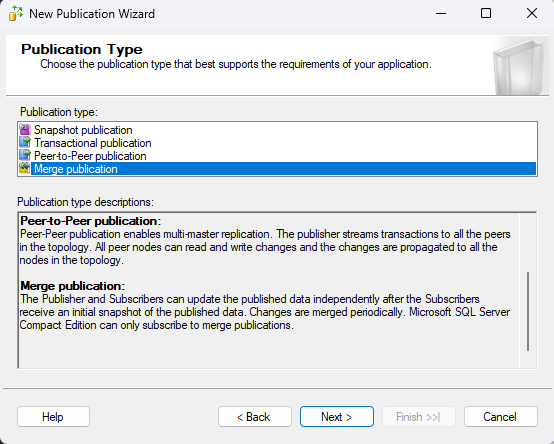 New Publication Wizard
Publication Type
Choose the publication type that best supports the requirements of your application.
Publication type:
Snapshot publication
Transactional publication
Peer-to-Peer publication
Merge publication
Publication type descriptions:
Peer-to-Peer publication:
Peer-Peer publication enables multi-master replication. The publisher streams transactions to all the peers
in the topology. All peer nodes can read and write changes and the changes are propagated to all the
nodes in the topology.
Merge publication:
The Publisher and Subscribers can update the published data independently after the Subscribers
receive an initial snapshot of the published data. Changes are merged periodically. Microsoft SQL Server
Compact Edition can only subscribe to merge publications.
Help
< Back
Next >
Finish >>|
Cancel